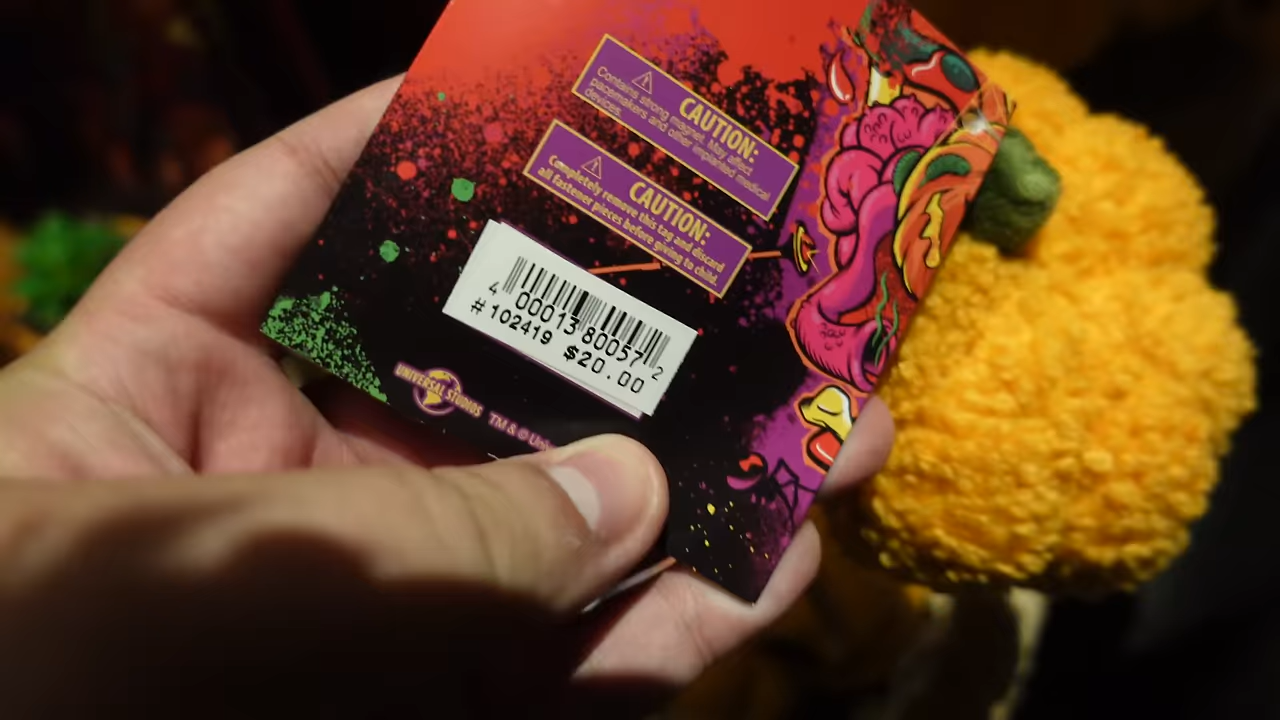 CAUTION:
Contains strong magnet. May affect
pacemakers and other implanted medical
devices.
CAUTION:
Completely remove this tag and discard
all fastener pieces before giving to child.
4 00013 80057 2
#102419 $20.00
UNIVERSAL STUDIOS
TM & © Univ